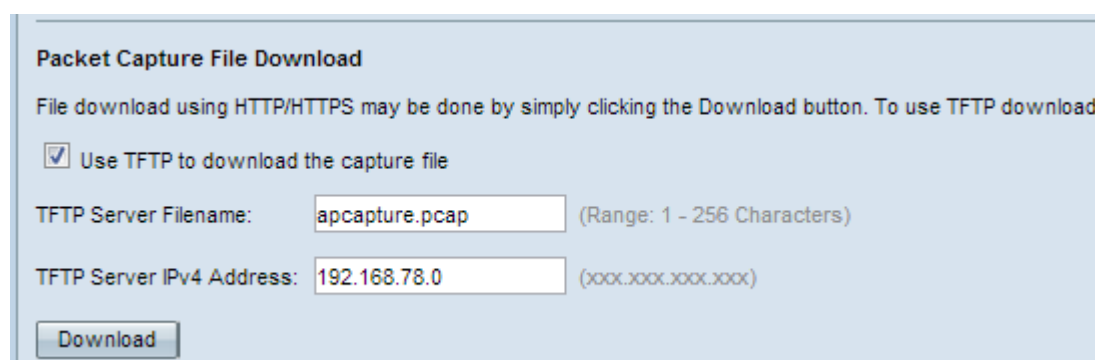 Packet Capture File Download
File download using HTTP/HTTPS may be done by simply clicking the Download button. To use TFTP download
Use TFTP to download the capture file
TFTP Server Filename: apcapture.pcap (Range: 1 - 256 Characters)
TFTP Server IPv4 Address: 192.168.78.0 (xxx.xxx.xxx.xxx)
Download